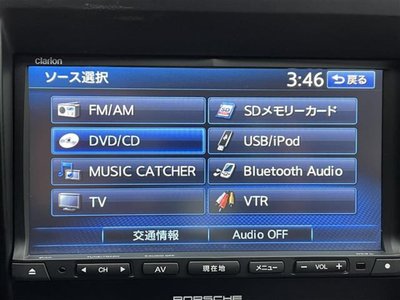 clarion
ソース選択 3:46 戻る
FM/AM SDメモリーカード
DVD/CD USB/iPod
MUSIC CATCHER Bluetooth Audio
TV VTR
交通情報 Audio OFF
CH AV 現在地 メニュー － VOL ＋
PORSCHE